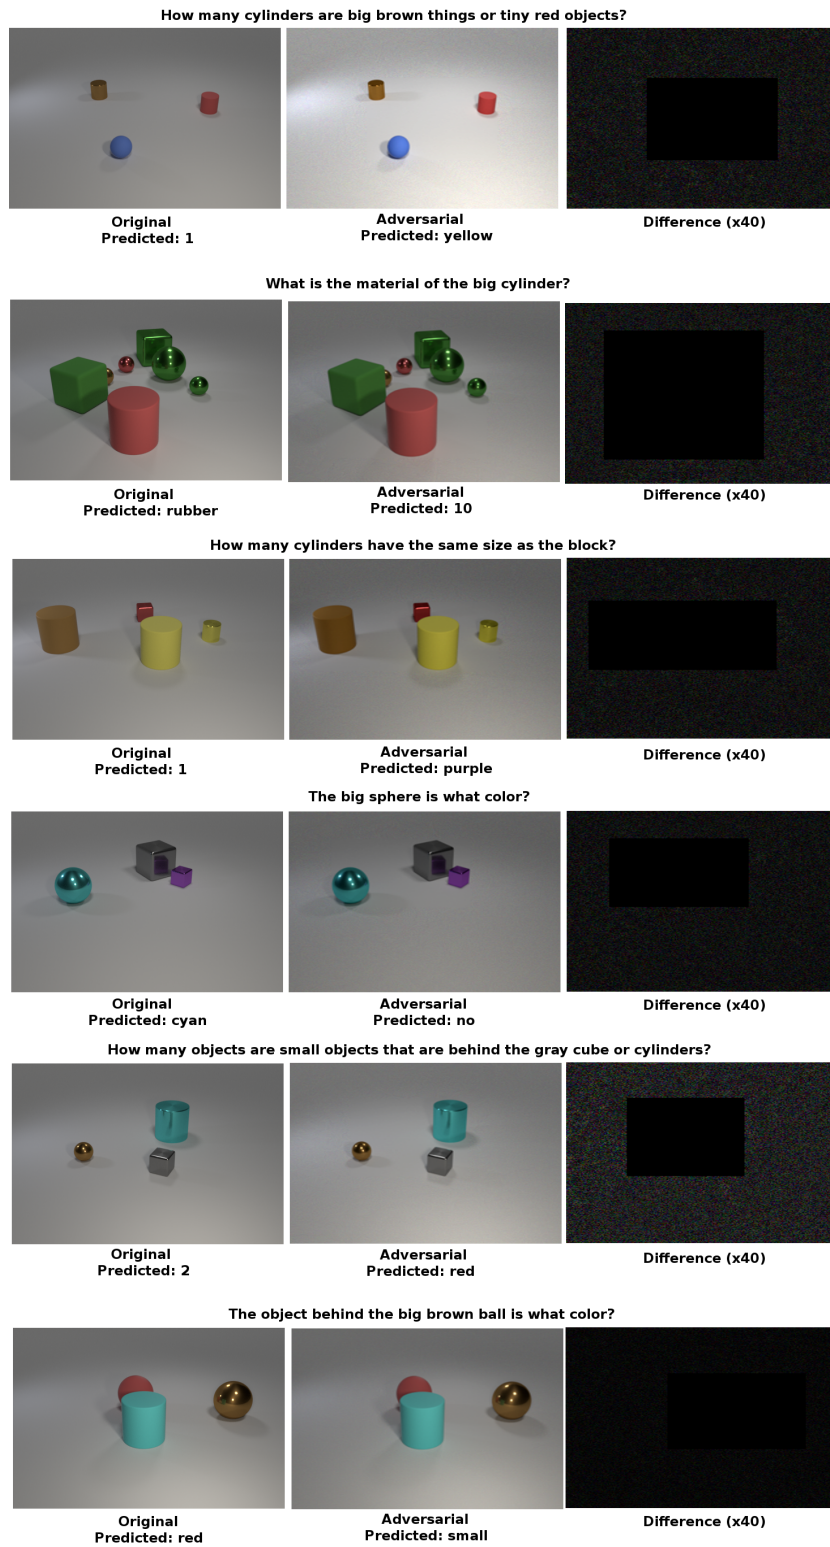 How many cylinders are big brown things or tiny red objects?
Original
Predicted: 1
Adversarial
Predicted: yellow
Difference (x40)
What is the material of the big cylinder?
Original
Predicted: rubber
Adversarial
Predicted: 10
Difference (x40)
How many cylinders have the same size as the block?
Original
Predicted: 1
Adversarial
Predicted: purple
Difference (x40)
The big sphere is what color?
Original
Predicted: cyan
Adversarial
Predicted: no
Difference (x40)
How many objects are small objects that are behind the gray cube or cylinders?
Original
Predicted: 2
Adversarial
Predicted: red
Difference (x40)
The object behind the big brown ball is what color?
Original
Predicted: red
Adversarial
Predicted: small
Difference (x40)